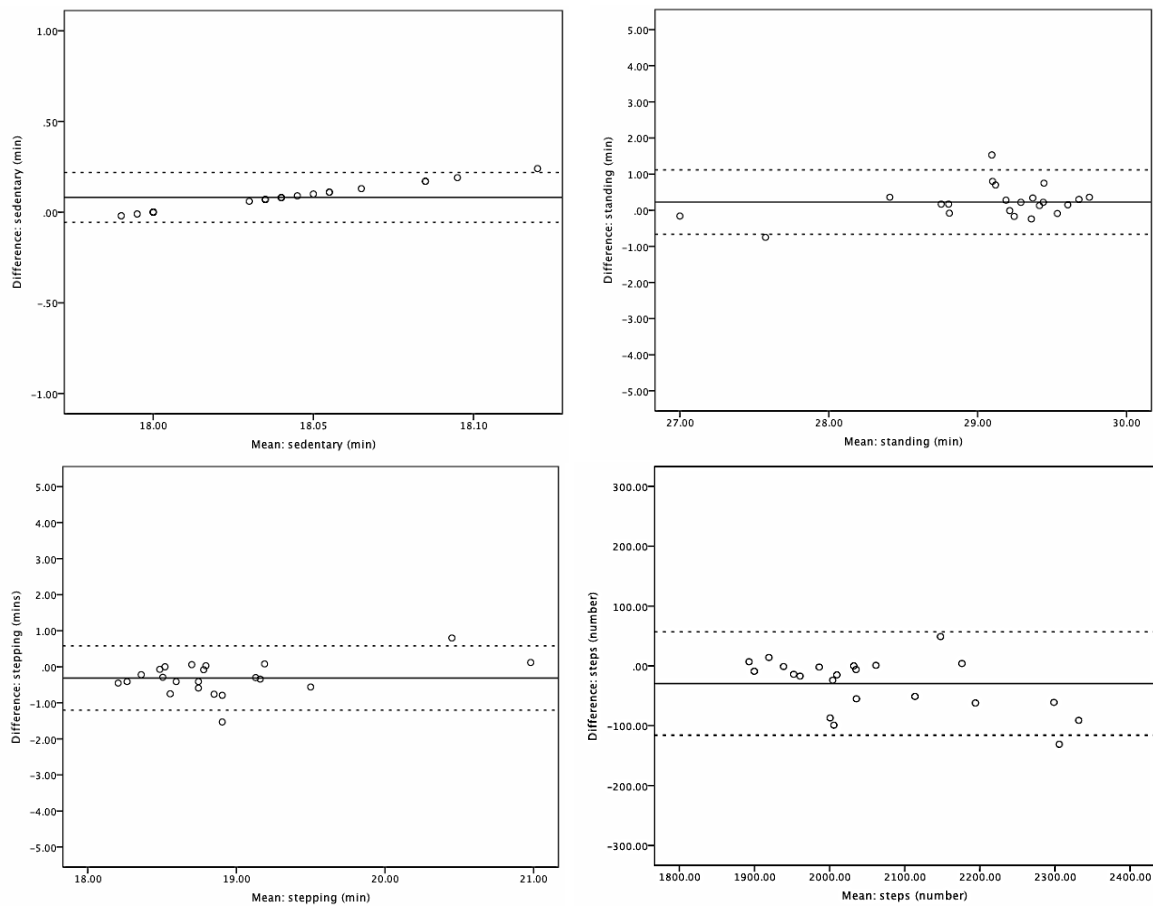 1.00
.50
.00
-.50
-1.00
Difference: sedentary (min)
18.00 18.05 18.10
Mean: sedentary (min)
5.00
4.00
3.00
2.00
1.00
.00
-1.00
-2.00
-3.00
-4.00
-5.00
Difference: standing (min)
27.00 28.00 29.00 30.00
Mean: standing (min)
5.00
4.00
3.00
2.00
1.00
.00
-1.00
-2.00
-3.00
-4.00
-5.00
Difference: stepping (mins)
18.00 19.00 20.00 21.00
Mean: stepping (min)
300.00
200.00
100.00
.00
-100.00
-200.00
-300.00
Difference: steps (number)
1800.00 1900.00 2000.00 2100.00 2200.00 2300.00 2400.00
Mean: steps (number)